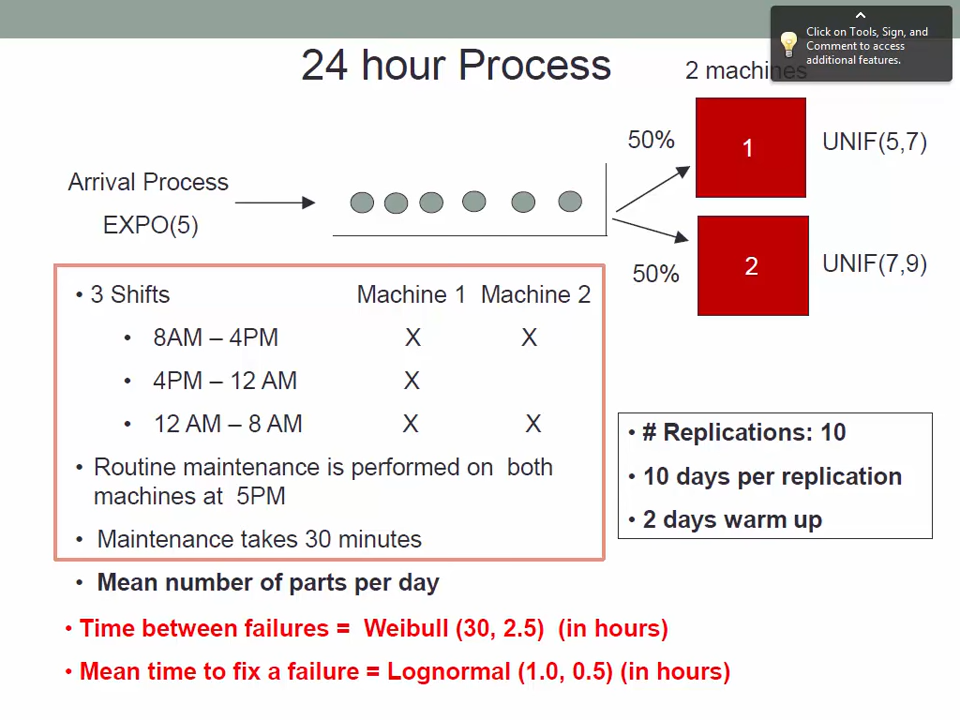 Click on Tools, Sign, and
Comment to access
additional features.
24 hour Process
2 machines
50%
1
UNIF(5,7)
Arrival Process
EXPO(5)
50%
2
UNIF(7,9)
• 3 Shifts Machine 1 Machine 2
• 8AM – 4PM X X
• 4PM – 12 AM X
• 12 AM – 8 AM X X
• Routine maintenance is performed on both
machines at 5PM
• Maintenance takes 30 minutes
• # Replications: 10
• 10 days per replication
• 2 days warm up
• Mean number of parts per day
• Time between failures = Weibull (30, 2.5) (in hours)
• Mean time to fix a failure = Lognormal (1.0, 0.5) (in hours)